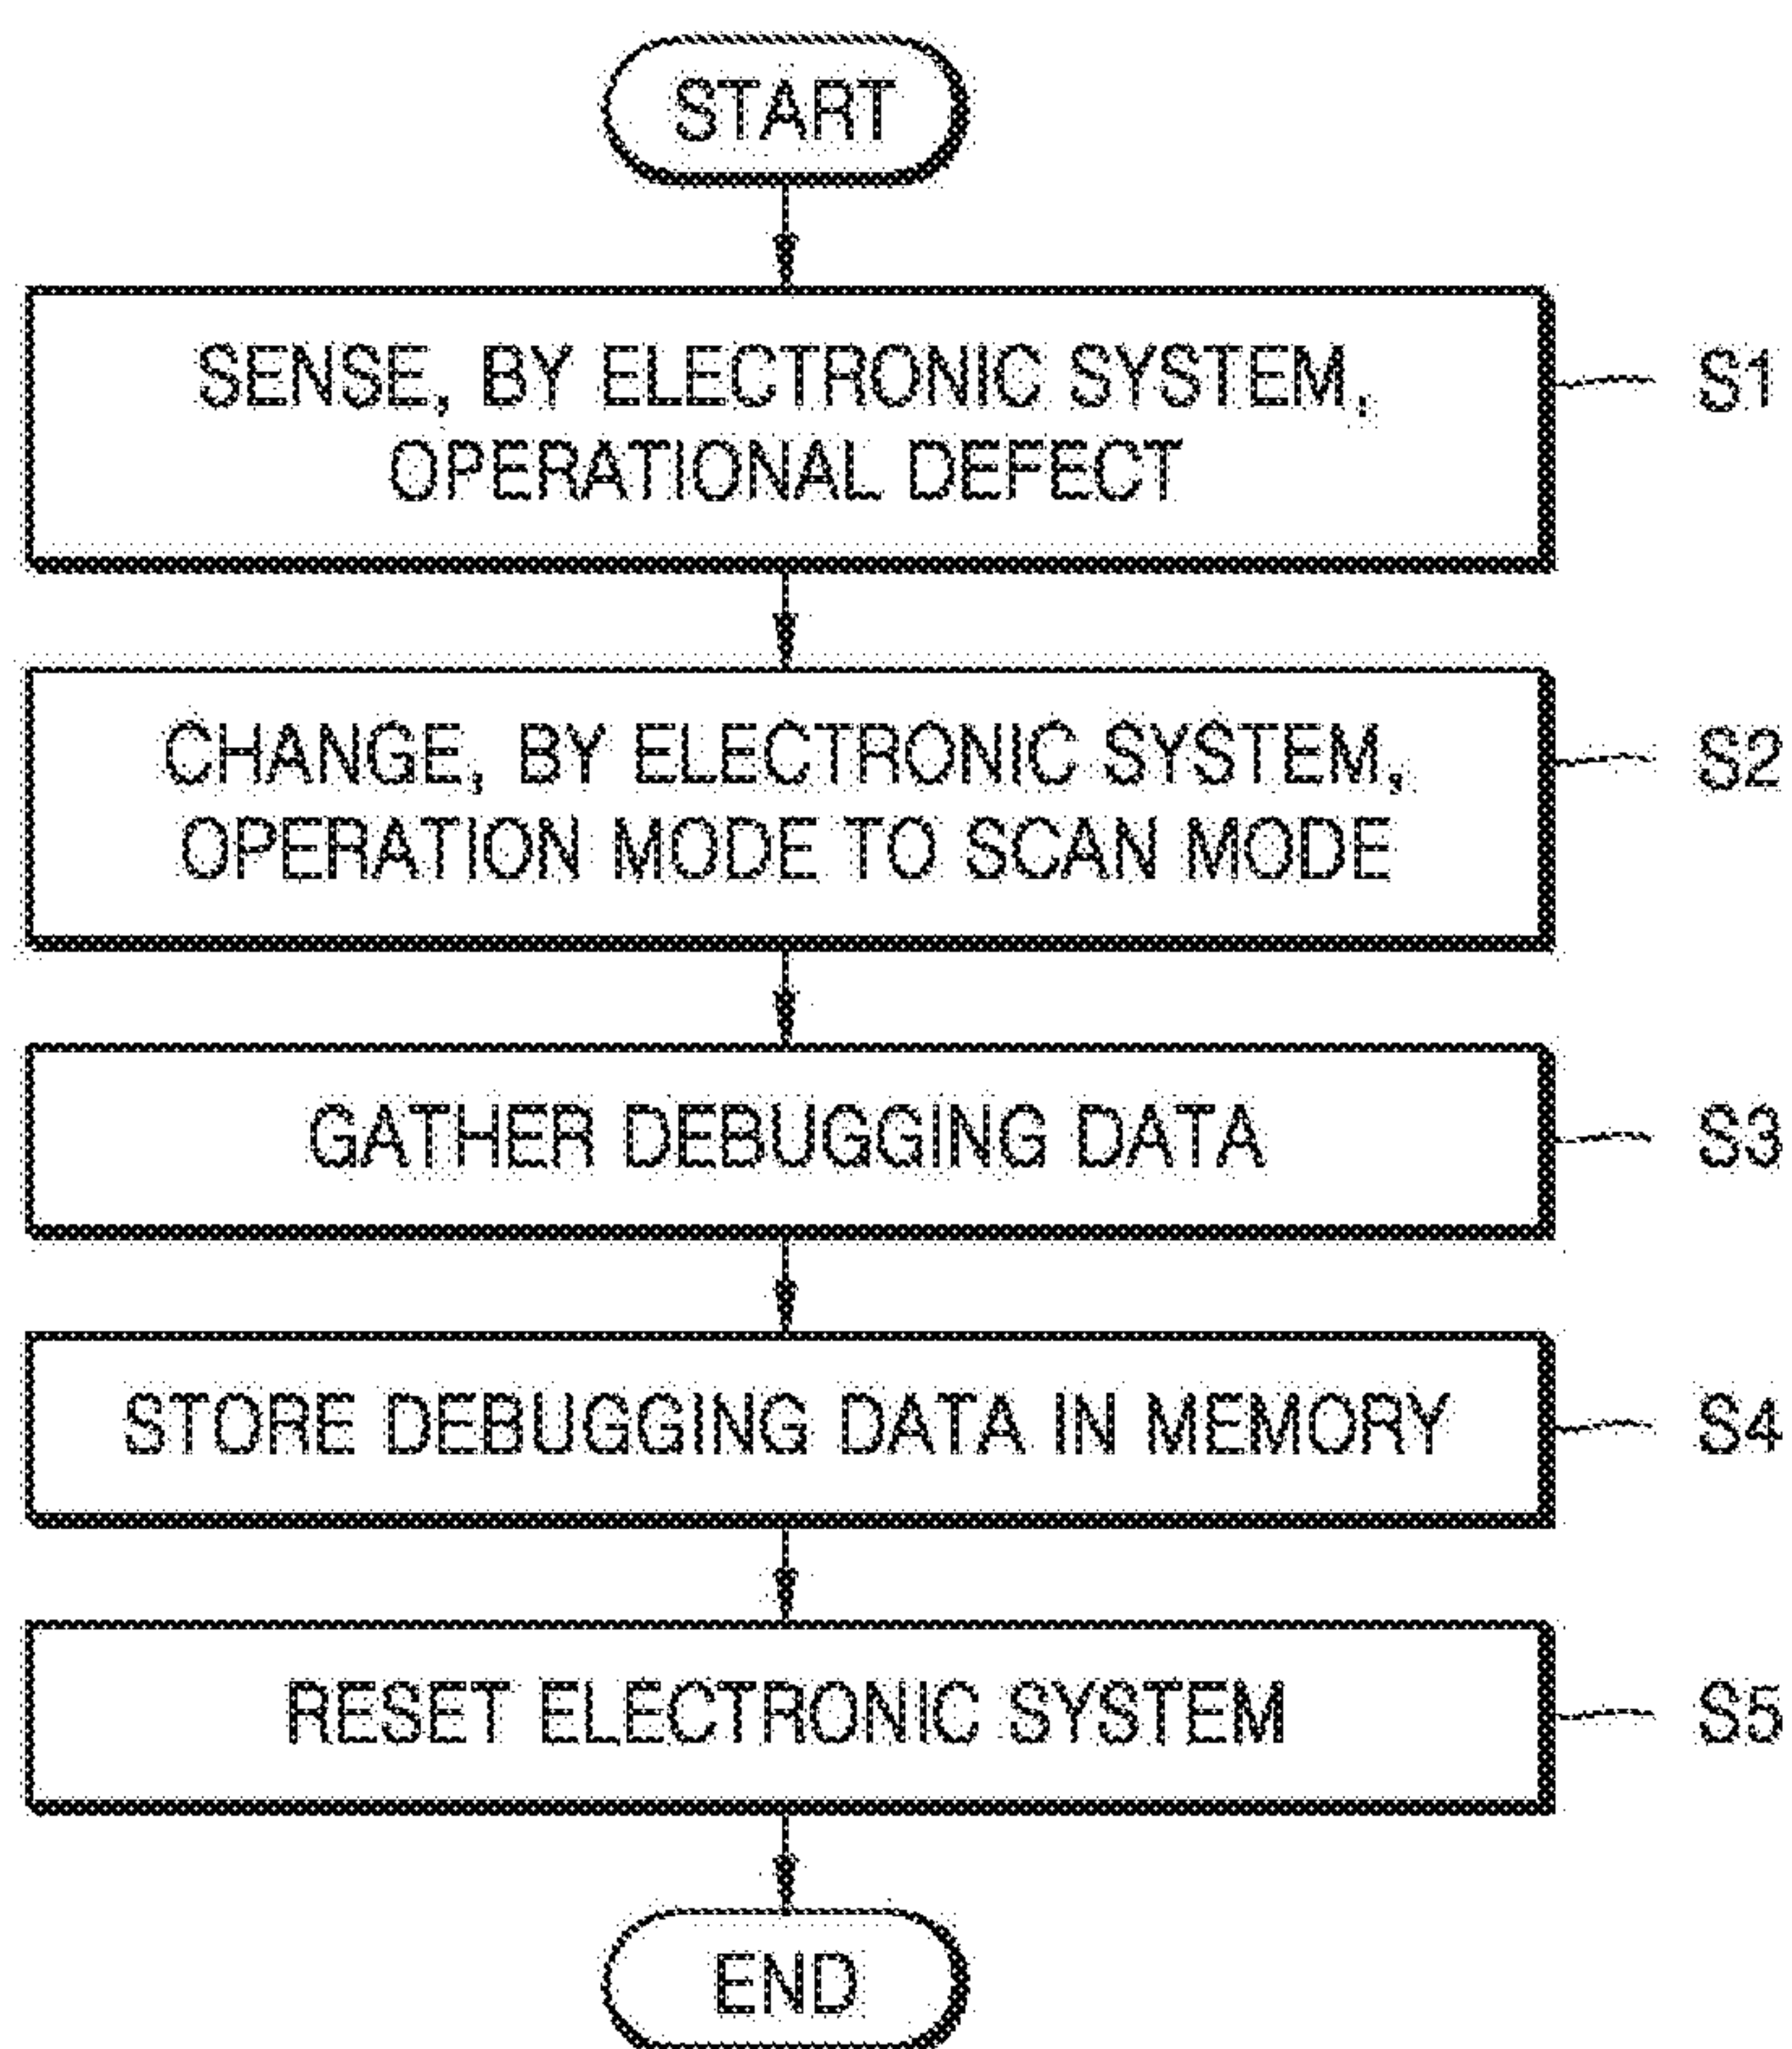 START
SENSE, BY ELECTRONIC SYSTEM,
OPERATIONAL DEFECT
S1
CHANGE, BY ELECTRONIC SYSTEM,
OPERATION MODE TO SCAN MODE
S2
GATHER DEBUGGING DATA
S3
STORE DEBUGGING DATA IN MEMORY
S4
RESET ELECTRONIC SYSTEM
S5
END